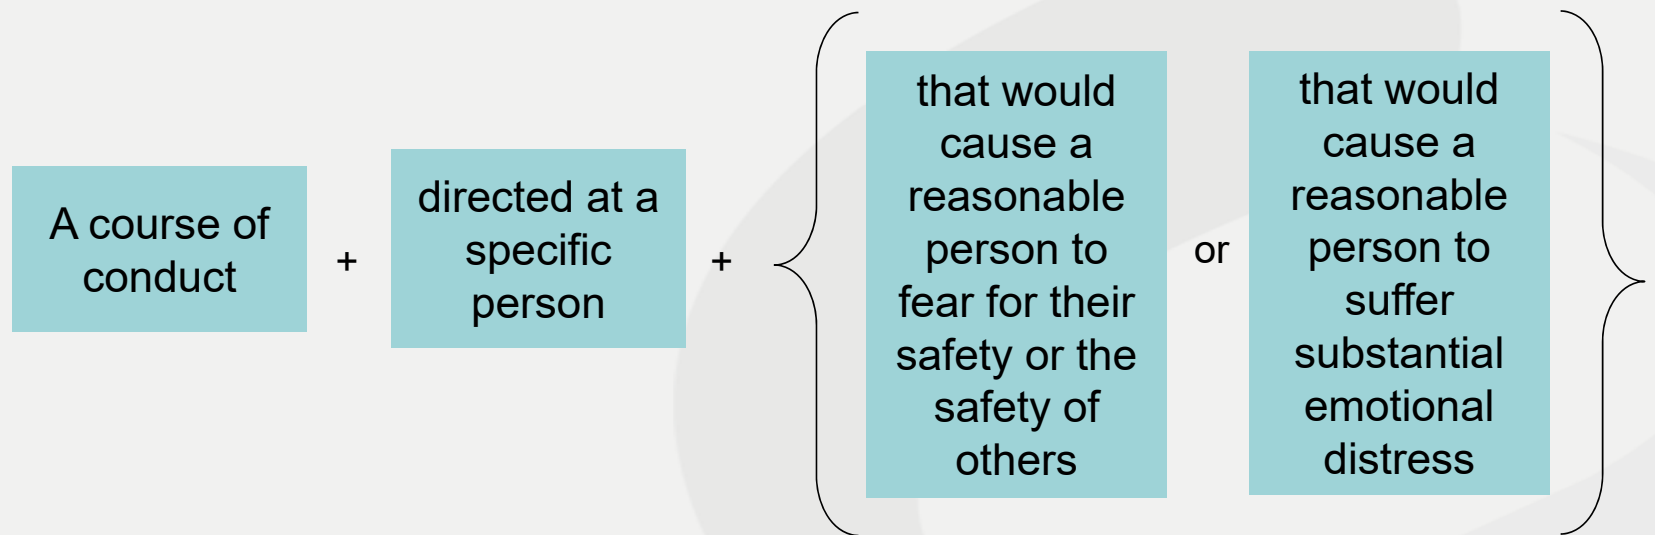 A course of
conduct
+
directed at a
specific
person
+
that would
cause a
reasonable
person to
fear for their
safety or the
safety of
others
or
that would
cause a
reasonable
person to
suffer
substantial
emotional
distress